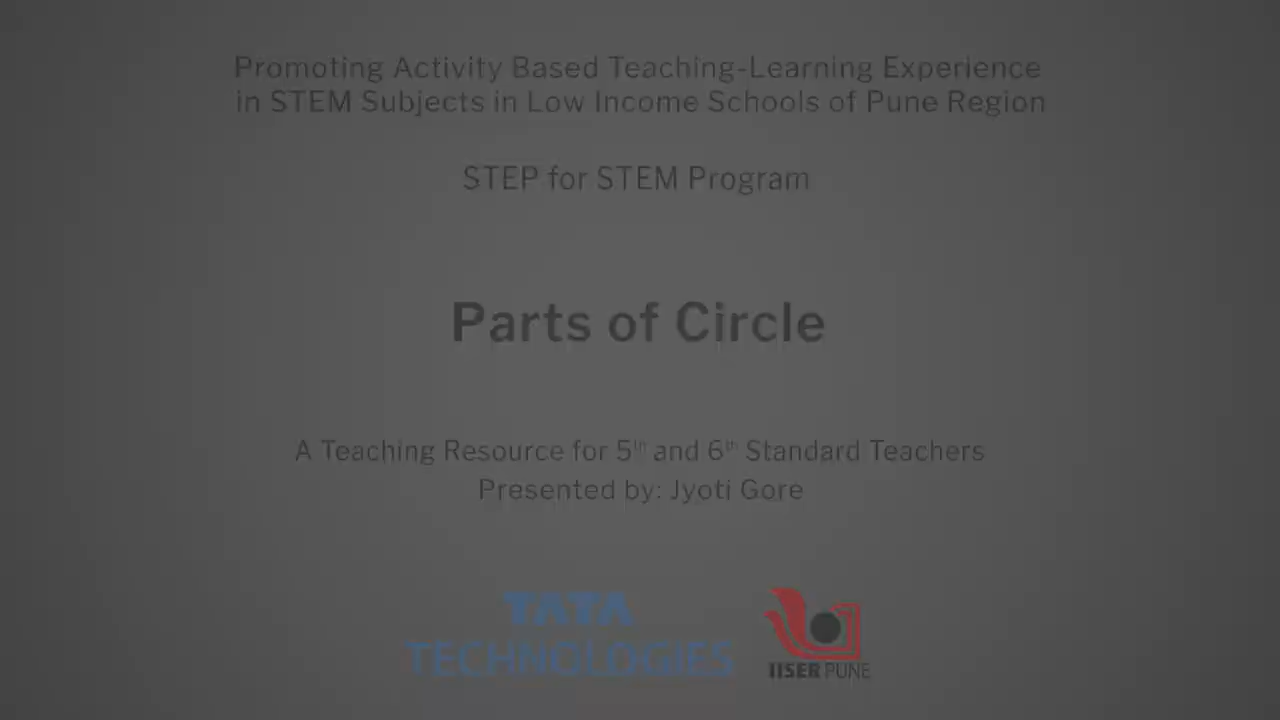 Promoting Activity Based Teaching-Learning Experience
in STEM Subjects in Low Income Schools of Pune Region
STEP for STEM Program
Parts of Circle
A Teaching Resource for 5th and 6th Standard Teachers
Presented by: Jyoti Gore
TATA
TECHNOLOGIES
IISER PUNE